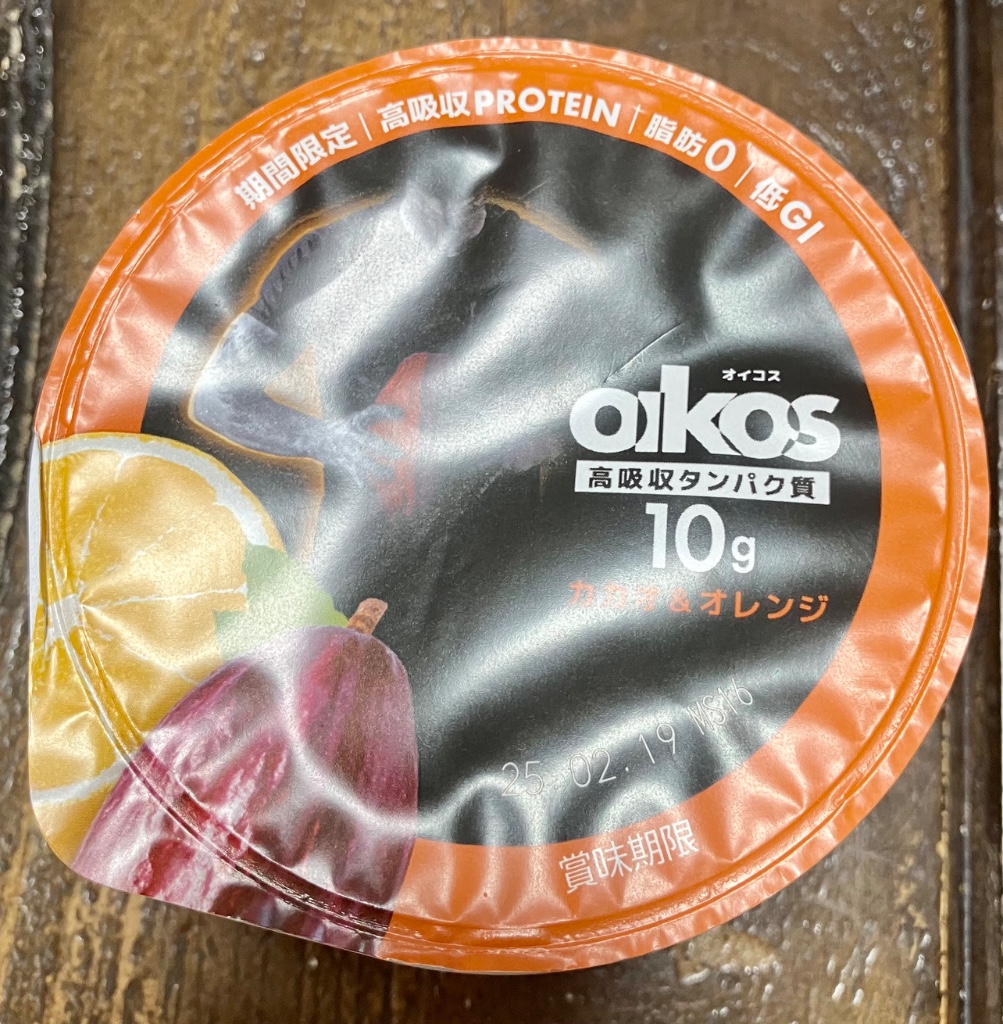 期間限定 | 高吸収PROTEIN† | 脂肪0 | 低GI
オイコス
oikos
高吸収タンパク質
10g
カカオ&オレンジ
25.02.19 MS16
賞味期限